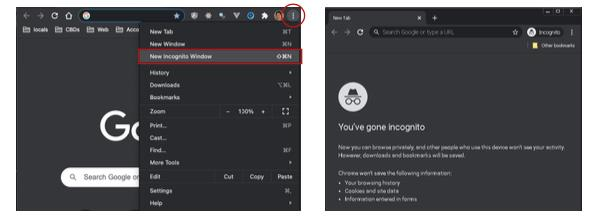 locals CBDs Web Acco
New Tab ⌘T
New Window ⌘N
New Incognito Window ⇧⌘N
History
Downloads ⌥⌘L
Bookmarks
Zoom - 100% +
Print... ⌘P
Cast...
Find... ⌘F
More Tools
Edit Cut Copy Paste
Settings ⌘,
Help
Go
Search Google or
New Tab
Search Google or type a URL
Incognito
Other bookmarks
You've gone incognito
Now you can browse privately, and other people who use this device won't see your activity.
However, downloads and bookmarks will be saved.
Chrome won't save the following information:
• Your browsing history
• Cookies and site data
• Information entered in forms